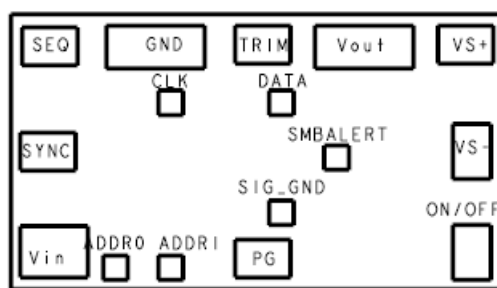 SEQ GND TRIM Vout VS+
CLK DATA
SMBALERT
SYNC VS-
SIG_GND
ON/OFF
ADDR0 ADDR1
Vin PG